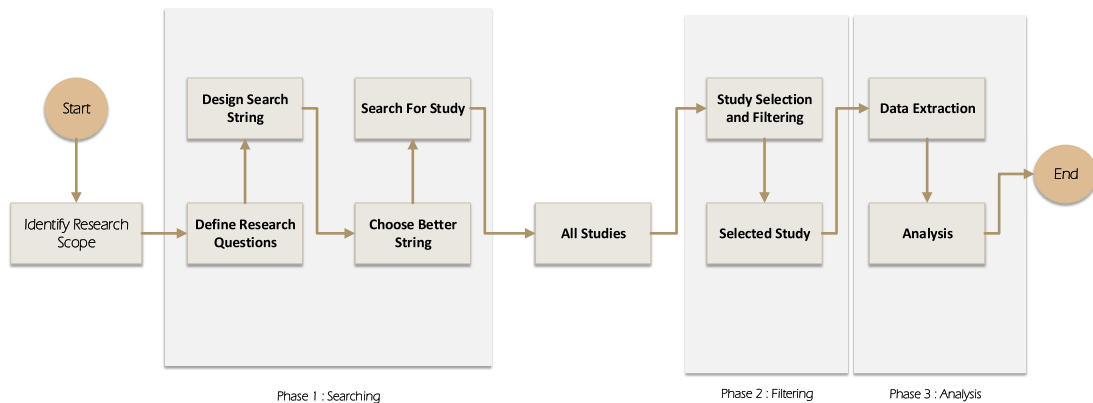 Start
Identify Research
Scope
Define Research
Questions
Design Search
String
Choose Better
String
Search For Study
All Studies
Study Selection
and Filtering
Selected Study
Data Extraction
Analysis
End
Phase 1 : Searching
Phase 2 : Filtering
Phase 3 : Analysis